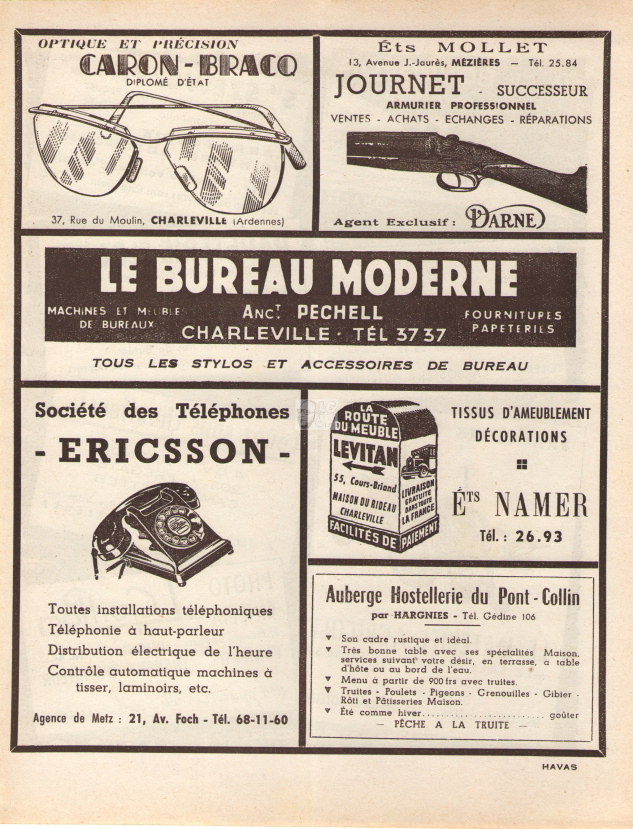 OPTIQUE ET PRÉCISION
CARON-BRACQ
DIPLOMÉ D'ÉTAT
37, Rue du Moulin, CHARLEVILLE (Ardennes)
Éts MOLLET
13, Avenue J.-Jaurès, MÉZIÈRES — Tél. 25.84
JOURNET - SUCCESSEUR
ARMURIER PROFESSIONNEL
VENTES - ACHATS - ECHANGES - RÉPARATIONS
Agent Exclusif : DARNE
LE BUREAU MODERNE
MACHINES ET MEUBLES
DE BUREAUX
ANCT PECHELL
CHARLEVILLE · TÉL 37 37
FOURNITURES
PAPETERIES
TOUS LES STYLOS ET ACCESSOIRES DE BUREAU
Société des Téléphones
- ERICSSON -
Toutes installations téléphoniques
Téléphonie à haut-parleur
Distribution électrique de l'heure
Contrôle automatique machines à
tisser, laminoirs, etc.
Agence de Metz : 21, Av. Foch - Tél. 68-11-60
LA
ROUTE
DU MEUBLE
LEVITAN
55, Cours-Briand
MAISON DU RIDEAU
CHARLEVILLE
LIVRAISON
GRATUITE
DANS TOUTE
LA FRANCE
FACILITÉS DE PAIEMENT
TISSUS D'AMEUBLEMENT
DÉCORATIONS
ÉTS NAMER
Tél. : 26.93
Auberge Hostellerie du Pont-Collin
par HARGNIES - Tél. Gédine 106
Son cadre rustique et idéal.
Très bonne table avec ses spécialités Maison,
services suivant votre désir, en terrasse, a table
d'hôte ou au bord de l'eau.
Menu à partir de 900 frs avec truites.
Truites - Poulets - Pigeons - Grenouilles - Gibier -
Rôti et Pâtisseries Maison.
Été comme hiver.............................. goûter
— PÊCHE A LA TRUITE —
HAVAS